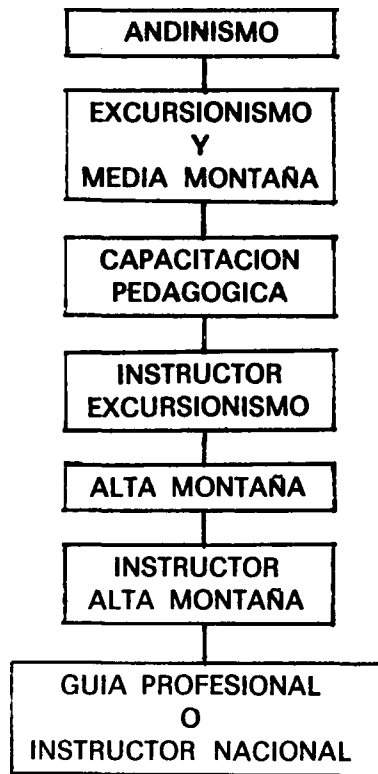 ANDINISMO
EXCURSIONISMO
Y
MEDIA MONTAÑA
CAPACITACION
PEDAGOGICA
INSTRUCTOR
EXCURSIONISMO
ALTA MONTAÑA
INSTRUCTOR
ALTA MONTAÑA
GUIA PROFESIONAL
O
INSTRUCTOR NACIONAL